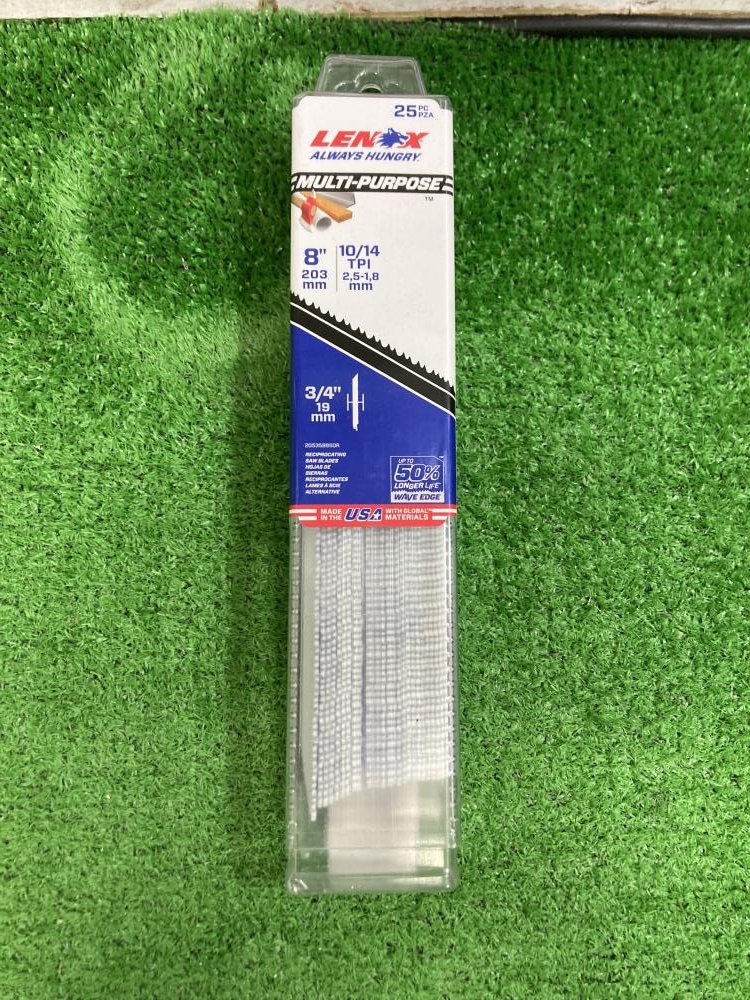 25 PC
PZA
LENOX
ALWAYS HUNGRY.
MULTI-PURPOSE
TM
8"
203
mm
10/14
TPI
2,5-1,8
mm
3/4"
19
mm
RECIPROCATING
SAW BLADES
HOJAS DE
SIERRAS
RECIPROCANTES
LAMES À SCIE
ALTERNATIVE
UP TO
50%
LONGER LIFE
WAVE EDGE™
MADE IN THE USA WITH GLOBAL MATERIALS